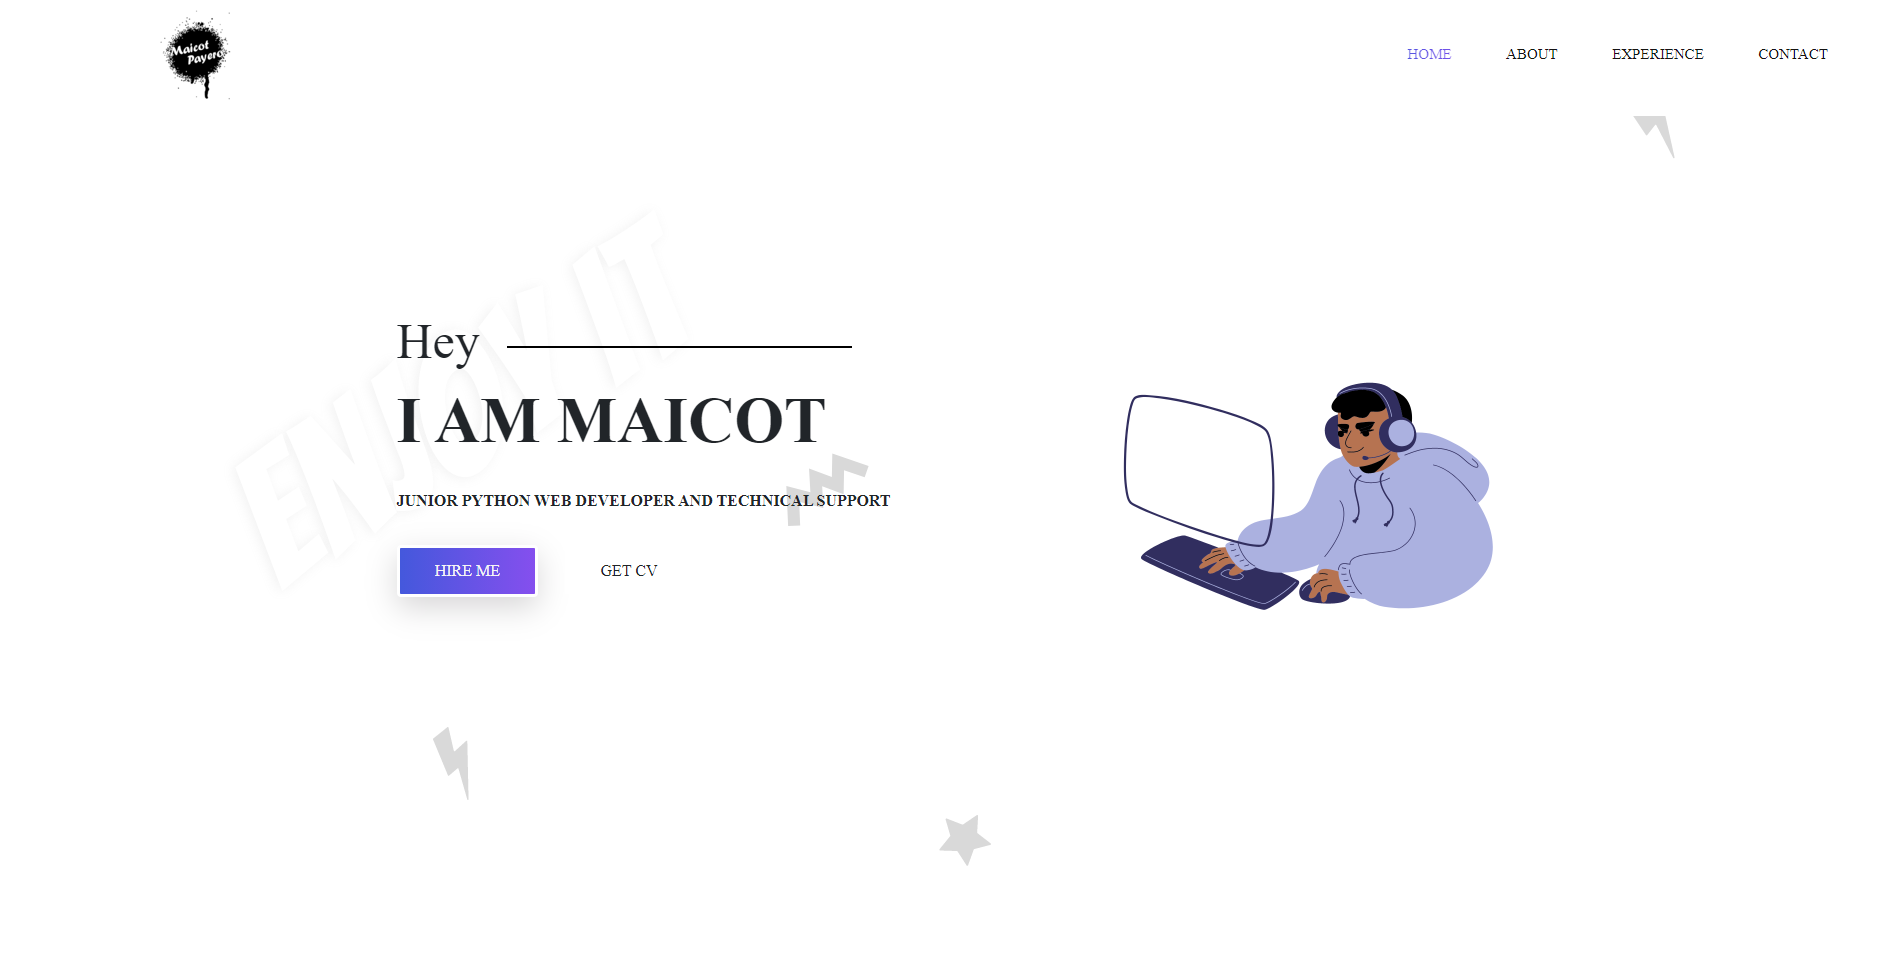 Maicot
Payero
HOME
ABOUT
EXPERIENCE
CONTACT
ENJOY IT
Hey
I AM MAICOT
JUNIOR PYTHON WEB DEVELOPER AND TECHNICAL SUPPORT
HIRE ME
GET CV